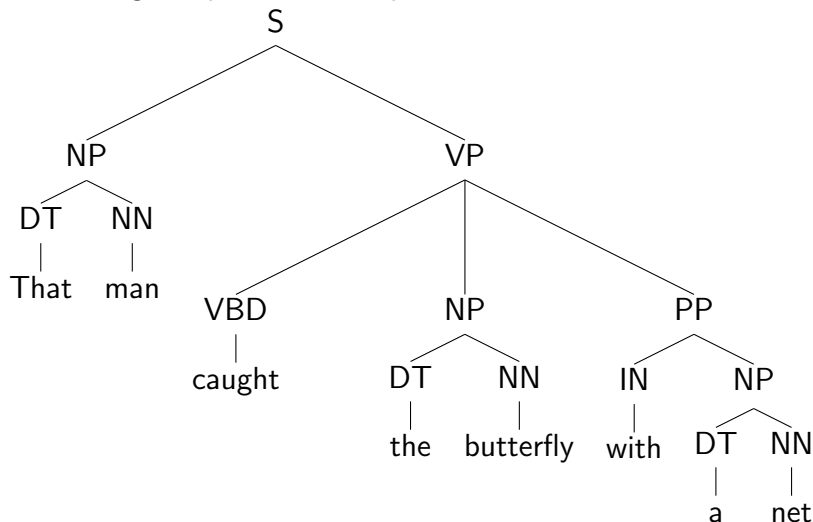 S
NP VP
DT NN
That man
VBD NP PP
caught DT NN IN NP
the butterfly with DT NN
a net